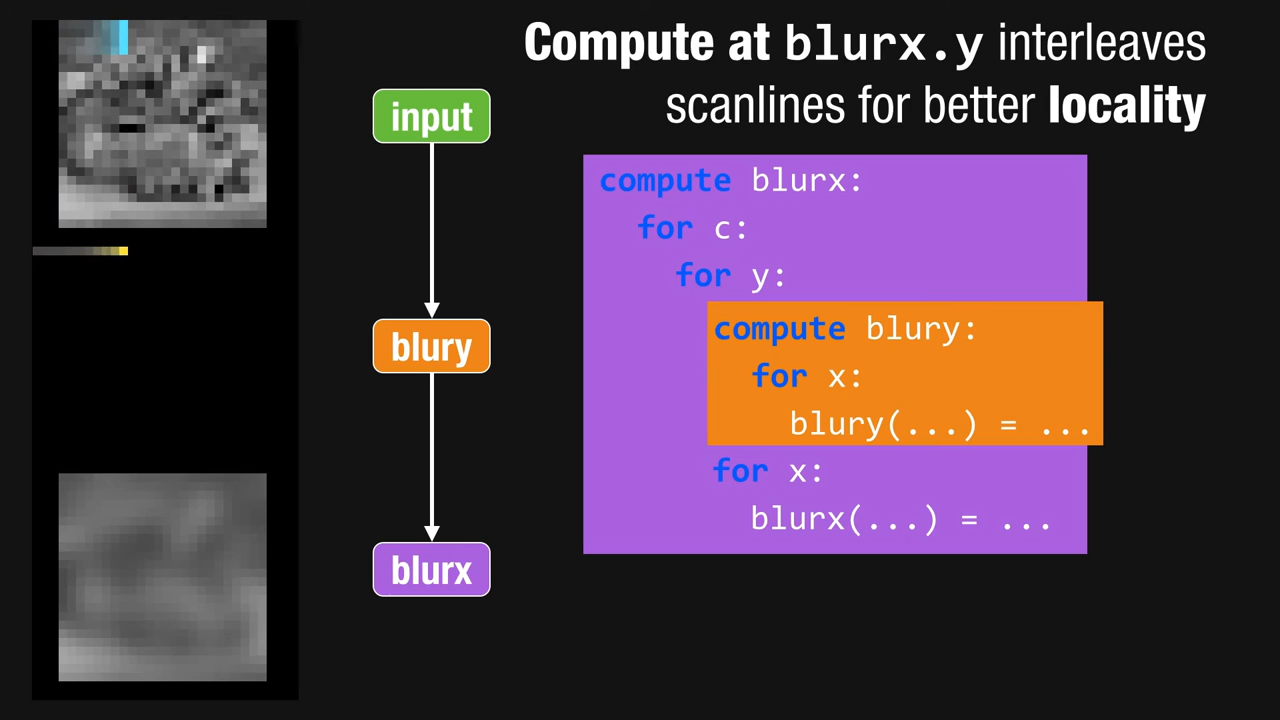 Compute at blurx.y interleaves
scanlines for better locality
input
blury
blurx
compute blurx:
for c:
for y:
compute blury:
for x:
blury(...) = ...
for x:
blurx(...) = ...